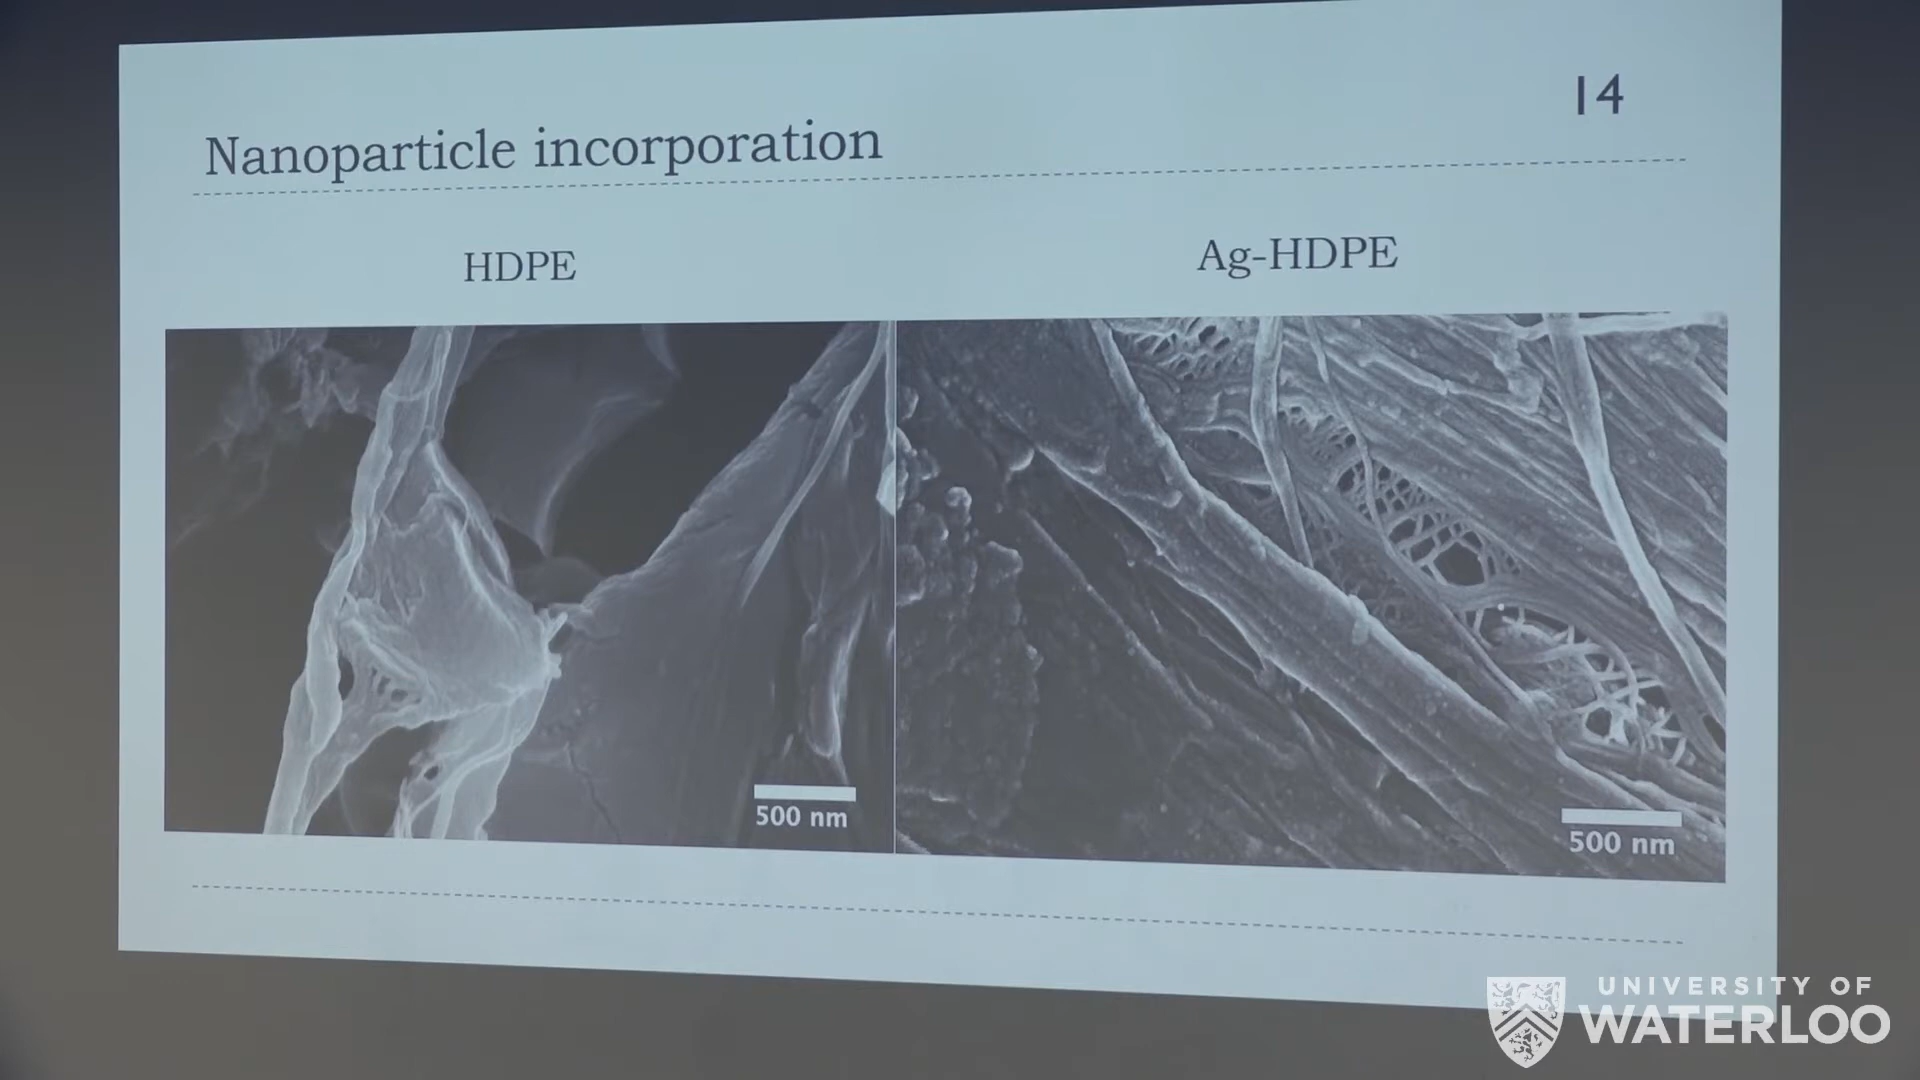 14
Nanoparticle incorporation
HDPE
Ag-HDPE
500 nm
500 nm
UNIVERSITY OF
WATERLOO